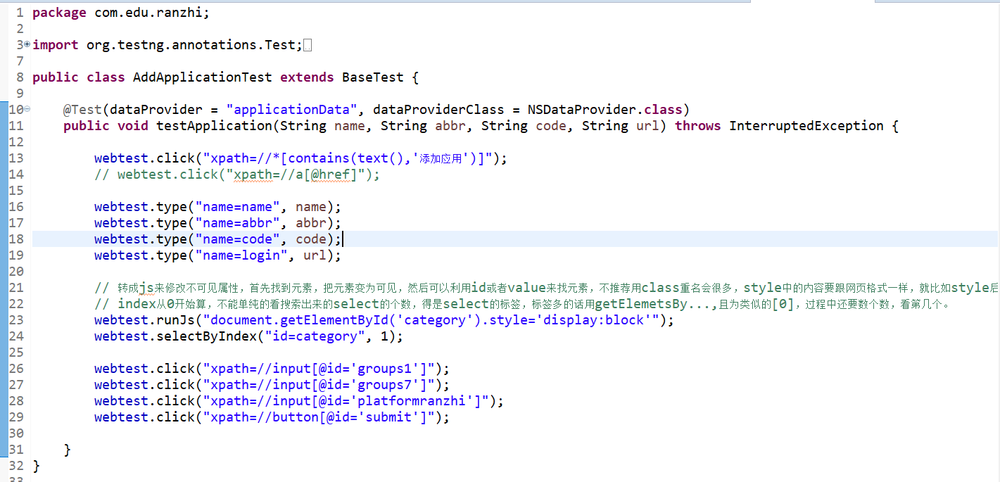 1 package com.edu.ranzhi;
2
3 import org.testng.annotations.Test;
7
8 public class AddApplicationTest extends BaseTest {
9
10 @Test(dataProvider = "applicationData", dataProviderClass = NSDataProvider.class)
11 public void testApplication(String name, String abbr, String code, String url) throws InterruptedException {
12
13 webtest.click("xpath=//*[contains(text(),'添加应用')]");
14 // webtest.click("xpath=//a[@href]");
15
16 webtest.type("name=name", name);
17 webtest.type("name=abbr", abbr);
18 webtest.type("name=code", code);
19 webtest.type("name=login", url);
20
21 // 转成js来修改不可见属性，首先找到元素，把元素变为可见，然后可以利用id或者value来找元素，不推荐用class重名会很多，style中的内容要跟网页格式一样，就比如style后
22 // index从0开始算，不能单纯的看搜索出来的select的个数，得是select的标签，标签多的话用getElemetsBy...,且为类似的[0]，过程中还要数个数，看第几个。
23 webtest.runJs("document.getElementById('category').style='display:block'");
24 webtest.selectByIndex("id=category", 1);
25
26 webtest.click("xpath=//input[@id='groups1']");
27 webtest.click("xpath=//input[@id='groups7']");
28 webtest.click("xpath=//input[@id='platformranzhi']");
29 webtest.click("xpath=//button[@id='submit']");
30
31 }
32 }
33